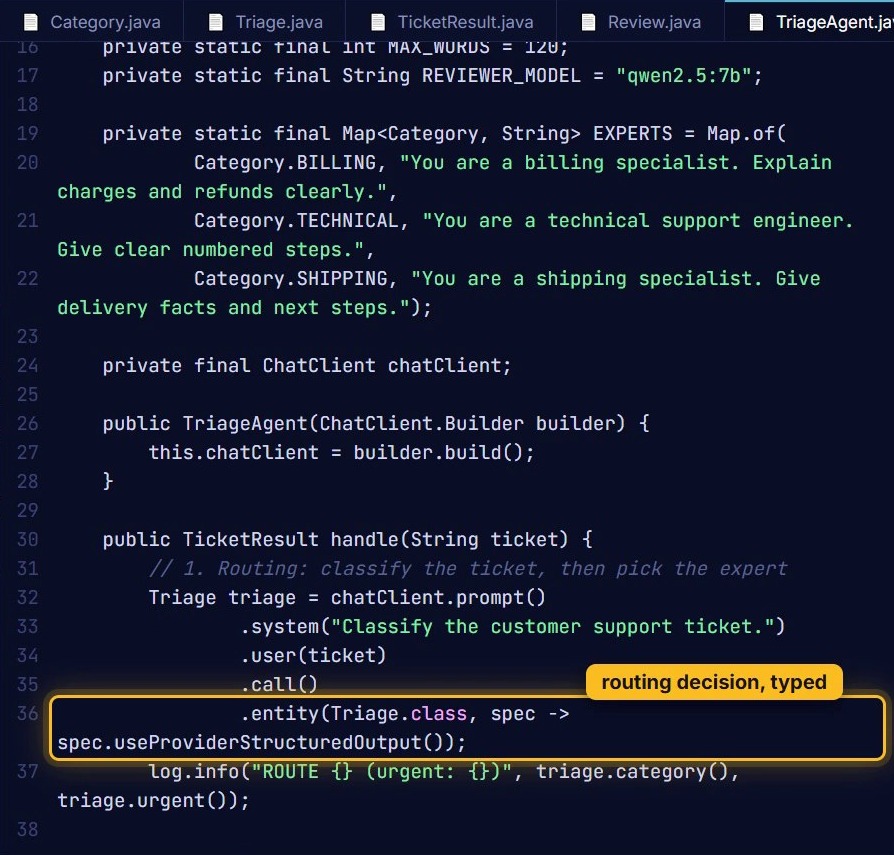 Category.java Triage.java TicketResult.java Review.java TriageAgent.jav
16 private static final int MAX_WORDS = 120;
17 private static final String REVIEWER_MODEL = "qwen2.5:7b";
18
19 private static final Map<Category, String> EXPERTS = Map.of(
20 Category.BILLING, "You are a billing specialist. Explain
charges and refunds clearly.",
21 Category.TECHNICAL, "You are a technical support engineer.
Give clear numbered steps.",
22 Category.SHIPPING, "You are a shipping specialist. Give
delivery facts and next steps.");
23
24 private final ChatClient chatClient;
25
26 public TriageAgent(ChatClient.Builder builder) {
27 this.chatClient = builder.build();
28 }
29
30 public TicketResult handle(String ticket) {
31 // 1. Routing: classify the ticket, then pick the expert
32 Triage triage = chatClient.prompt()
33 .system("Classify the customer support ticket.")
34 .user(ticket)
35 .call()
routing decision, typed
36 .entity(Triage.class, spec ->
spec.useProviderStructuredOutput());
37 log.info("ROUTE {} (urgent: {})", triage.category(),
triage.urgent());
38